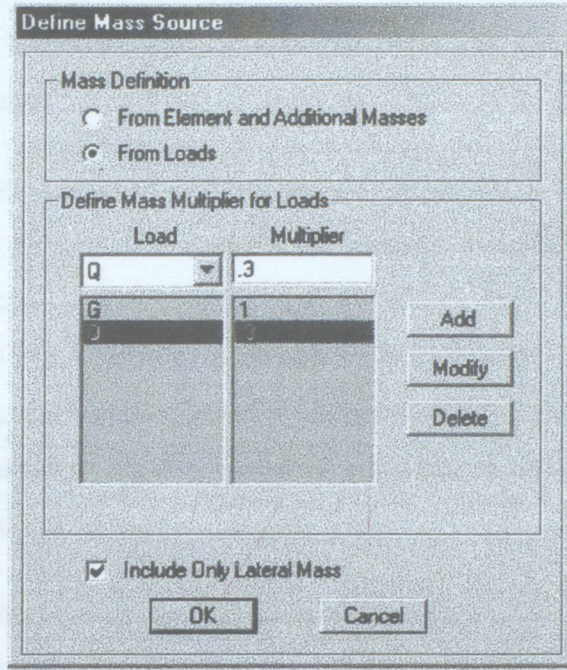 Define Mass Source
Mass Definition
From Element and Additional Masses
From Loads
Define Mass Multiplier for Loads
Load Multiplier
Q .3
G 1
Add
Modify
Delete
Include Only Lateral Mass
OK Cancel